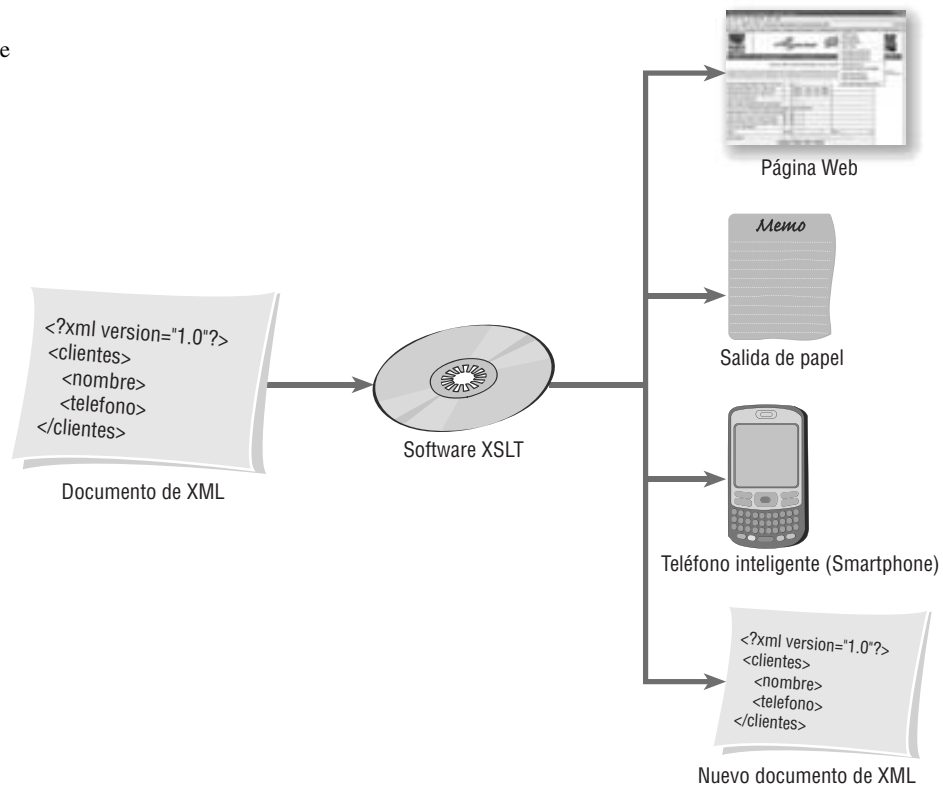 e
Página Web
Memo
Salida de papel
<?xml version="1.0"?>
<clientes>
<nombre>
<telefono>
</clientes>
Documento de XML
Software XSLT
Teléfono inteligente (Smartphone)
<?xml version="1.0"?>
<clientes>
<nombre>
<telefono>
</clientes>
Nuevo documento de XML